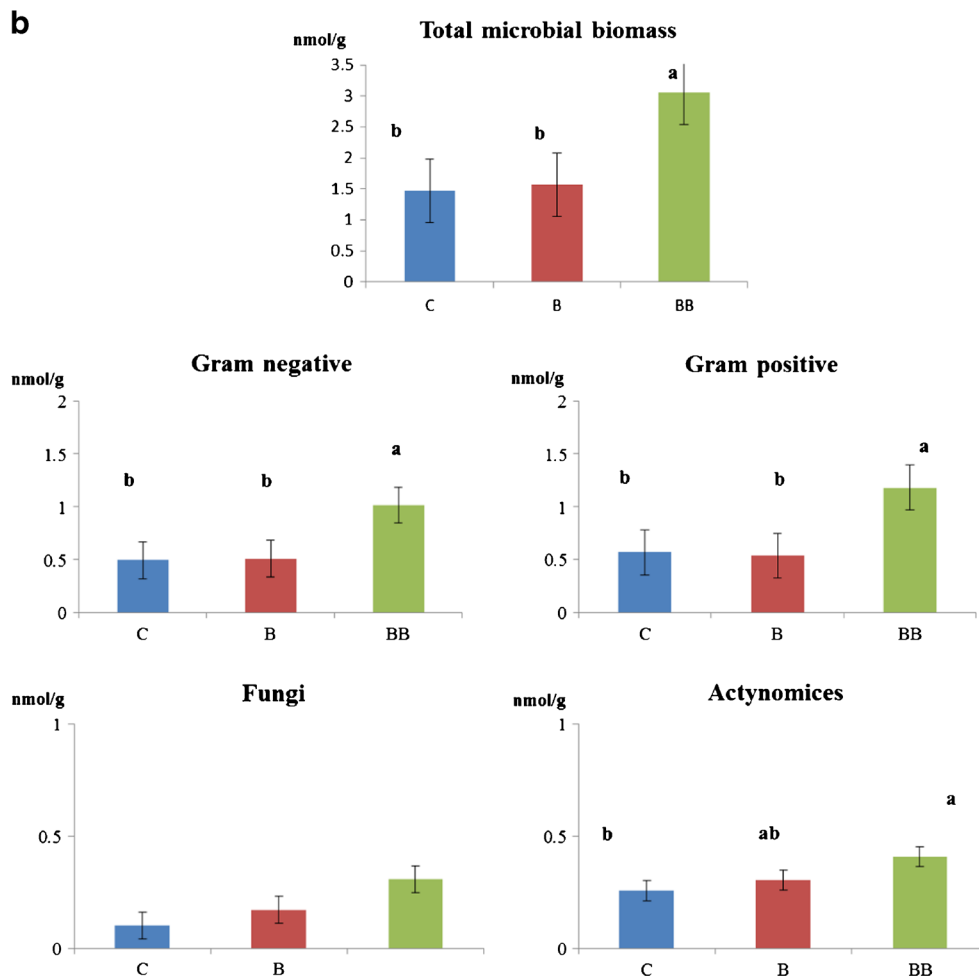 b
Total microbial biomass
nmol/g
3.5
3
2.5
2
1.5
1
0.5
0
b
b
a
C B BB
Gram negative
nmol/g
2
1.5
1
0.5
0
b
b
a
C B BB
Gram positive
nmol/g
2
1.5
1
0.5
0
b
b
a
C B BB
Fungi
nmol/g
1
0.5
0
C B
Actynomices
nmol/g
1
0.5
0
b
ab
a
C B BB